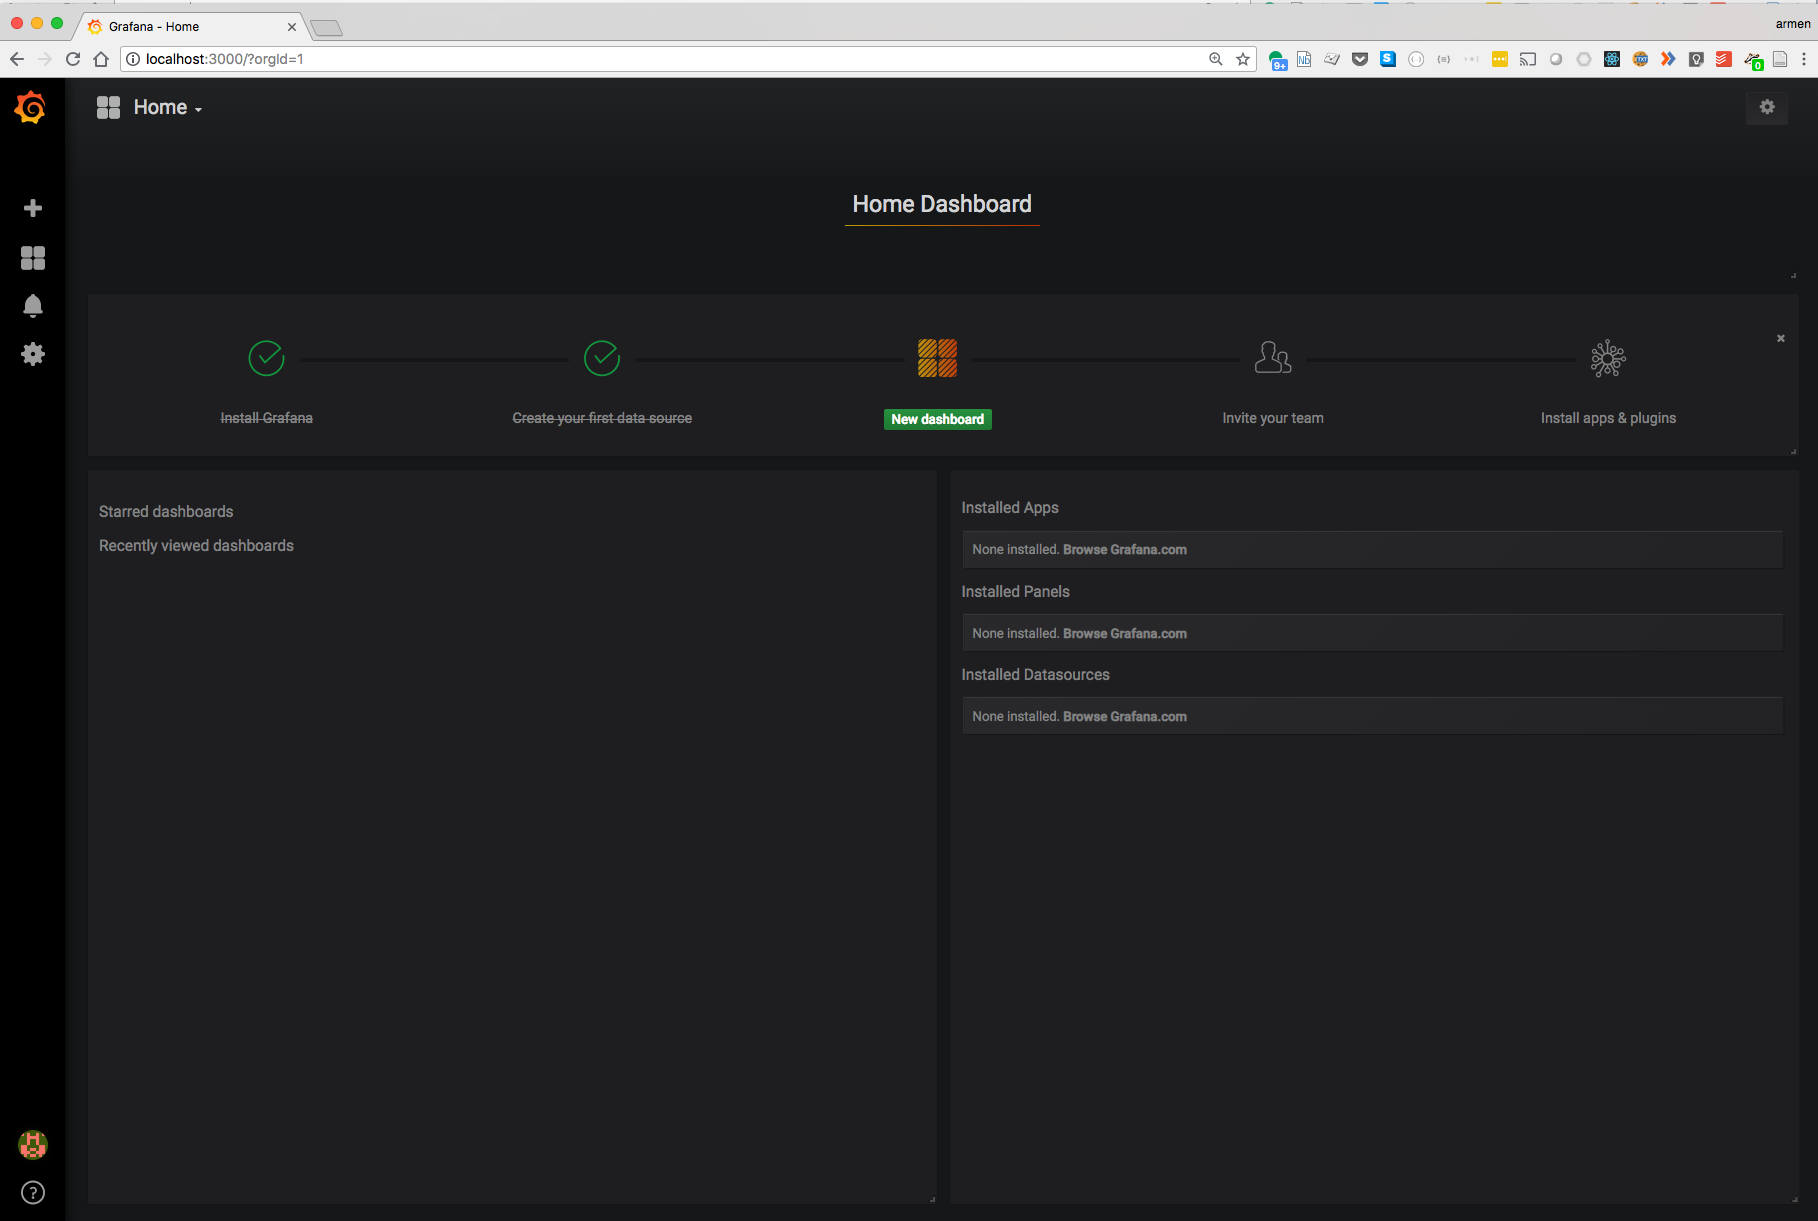 Grafana - Home
armen
localhost:3000/?orgId=1
Home
Home Dashboard
Install Grafana
Create your first data source
New dashboard
Invite your team
Install apps & plugins
Starred dashboards
Recently viewed dashboards
Installed Apps
None installed. Browse Grafana.com
Installed Panels
None installed. Browse Grafana.com
Installed Datasources
None installed. Browse Grafana.com